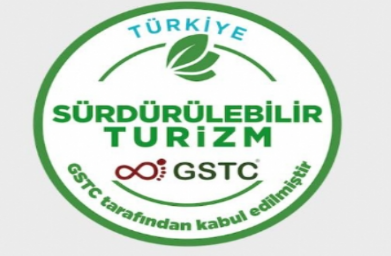 TÜRKİYE
SÜRDÜRÜLEBİLİR
TURİZM
GSTC®
GSTC tarafından kabul edilmiştir